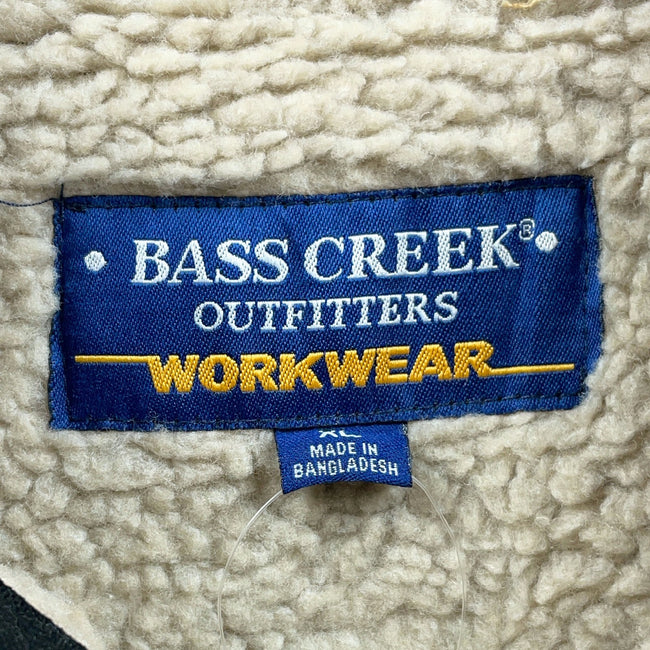 • BASS CREEK® •
OUTFITTERS
WORKWEAR
XL
MADE IN
BANGLADESH